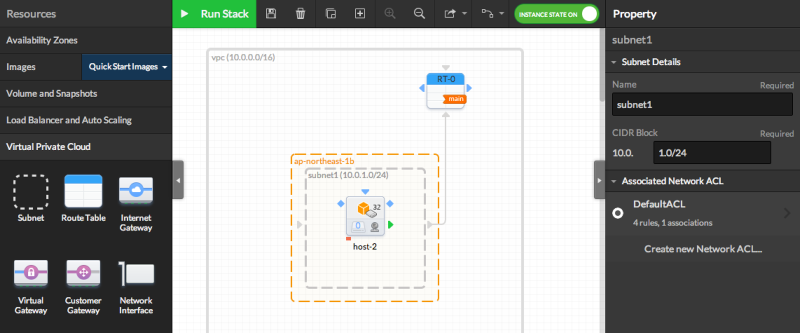 Resources
Availability Zones
Images
Quick Start Images
Volume and Snapshots
Load Balancer and Auto Scaling
Virtual Private Cloud
Subnet
Route Table
Internet
Gateway
Virtual
Gateway
Customer
Gateway
Network
Interface
Run Stack
INSTANCE STATE ON
vpc (10.0.0.0/16)
RT-0
main
ap-northeast-1b
subnet1 (10.0.1.0/24)
32
0
host-2
Property
subnet1
Subnet Details
Name
Required
subnet1
CIDR Block
Required
10.0.
1.0/24
Associated Network ACL
DefaultACL
4 rules, 1 associations
Create new Network ACL...